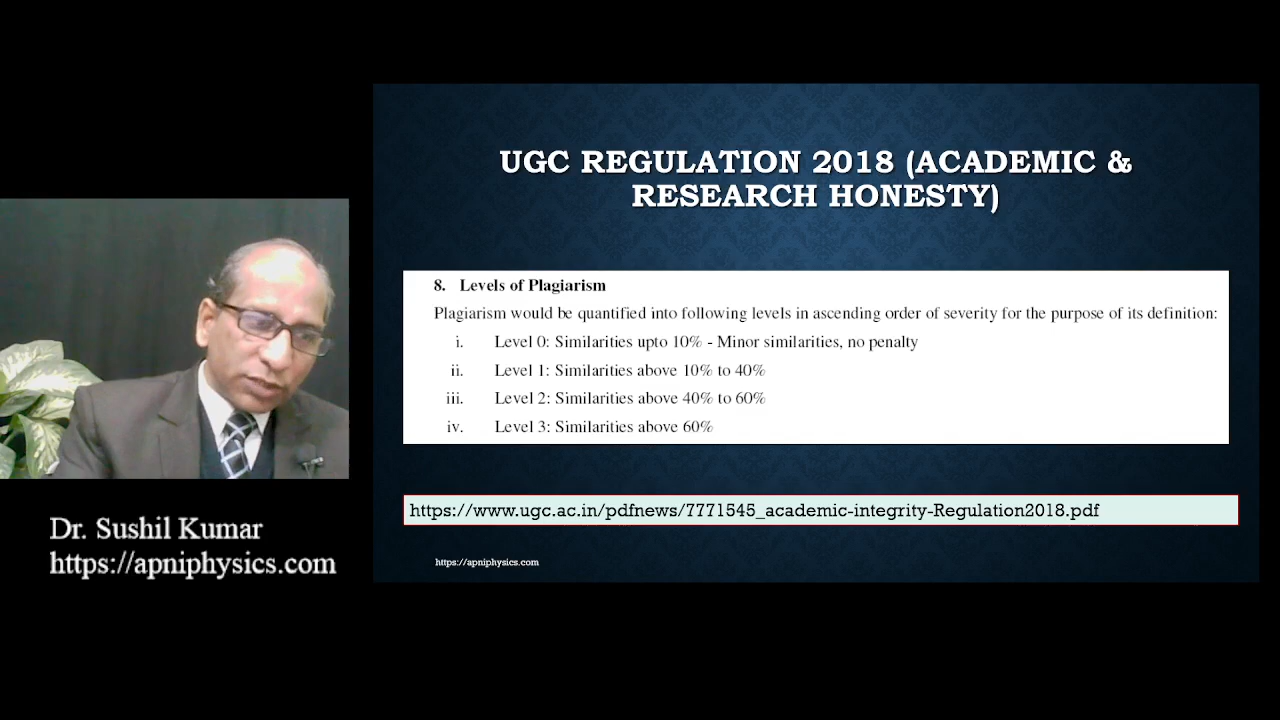 UGC REGULATION 2018 (ACADEMIC &
RESEARCH HONESTY)
8. Levels of Plagiarism
Plagiarism would be quantified into following levels in ascending order of severity for the purpose of its definition:
i. Level 0: Similarities upto 10% - Minor similarities, no penalty
ii. Level 1: Similarities above 10% to 40%
iii. Level 2: Similarities above 40% to 60%
iv. Level 3: Similarities above 60%
https://www.ugc.ac.in/pdfnews/7771545_academic-integrity-Regulation2018.pdf
https://apniphysics.com
Dr. Sushil Kumar
https://apniphysics.com